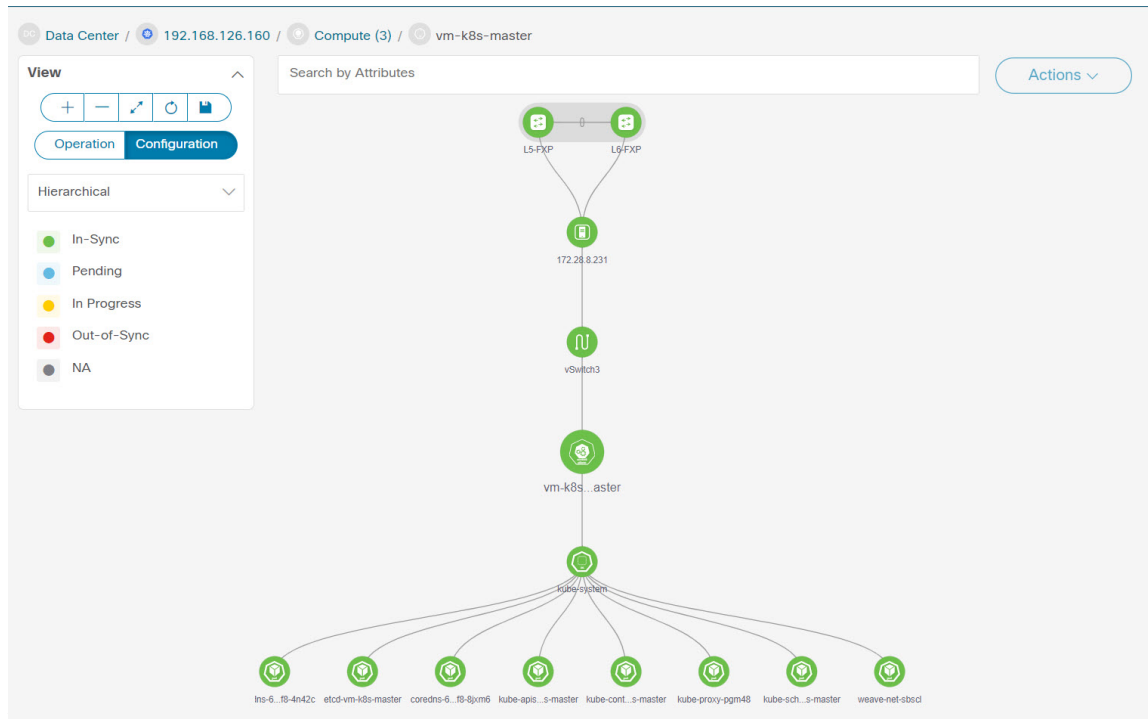 DC Data Center / 192.168.126.160 / Compute (3) / vm-k8s-master
View
Search by Attributes
Actions
Operation Configuration
Hierarchical
In-Sync
Pending
In Progress
Out-of-Sync
NA
L5-FXP L6-FXP
172.28.8.231
vSwitch3
vm-k8s...aster
kube-system
Ins-6...f8-4n42c etcd-vm-k8s-master coredns-6...f8-8jxm6 kube-apis...s-master kube-cont...s-master kube-proxy-pgm48 kube-sch...s-master weave-net-sbscl